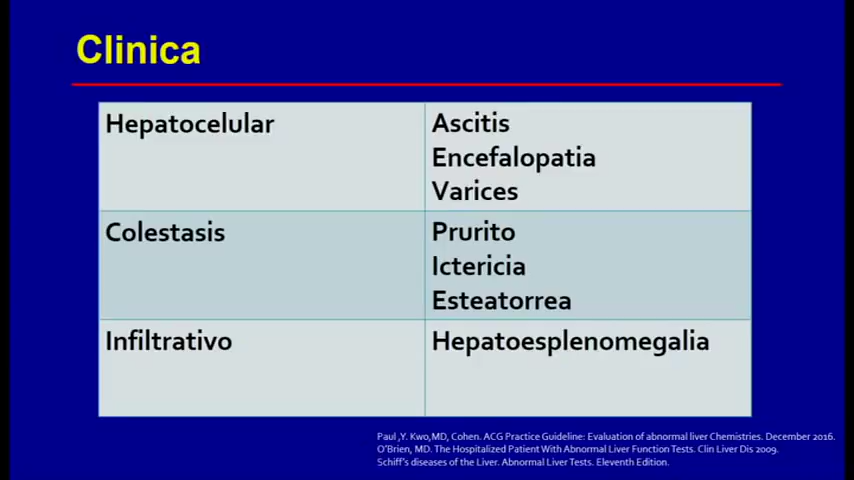 Clinica
Hepatocelular
Ascitis
Encefalopatia
Varices
Colestasis
Prurito
Ictericia
Esteatorrea
Infiltrativo
Hepatoesplenomegalia
Paul ,Y. Kwo,MD, Cohen. ACG Practice Guideline: Evaluation of abnormal liver Chemistries. December 2016.
O'Brien, MD. The Hospitalized Patient With Abnormal Liver Function Tests. Clin Liver Dis 2009.
Schiff's diseases of the Liver. Abnormal Liver Tests. Eleventh Edition.